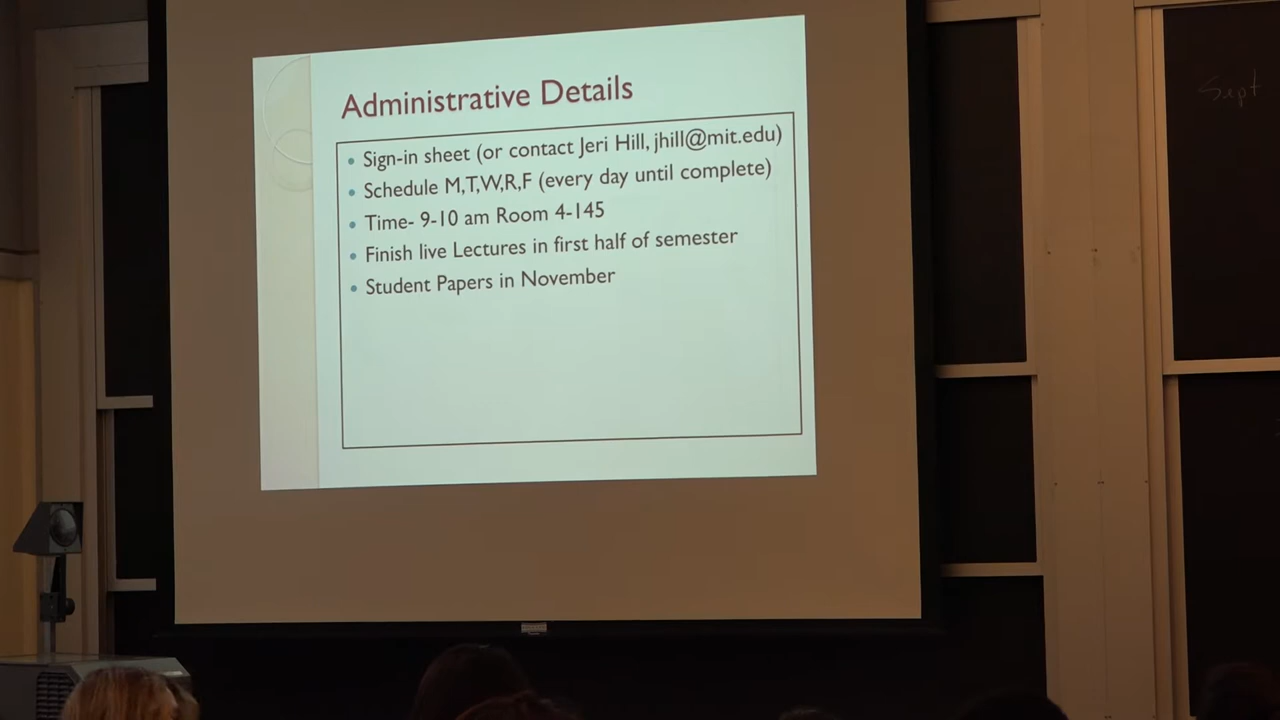 Administrative Details
• Sign-in sheet (or contact Jeri Hill, jhill@mit.edu)
• Schedule M,T,W,R,F (every day until complete)
• Time- 9-10 am Room 4-145
• Finish live Lectures in first half of semester
• Student Papers in November
Sept